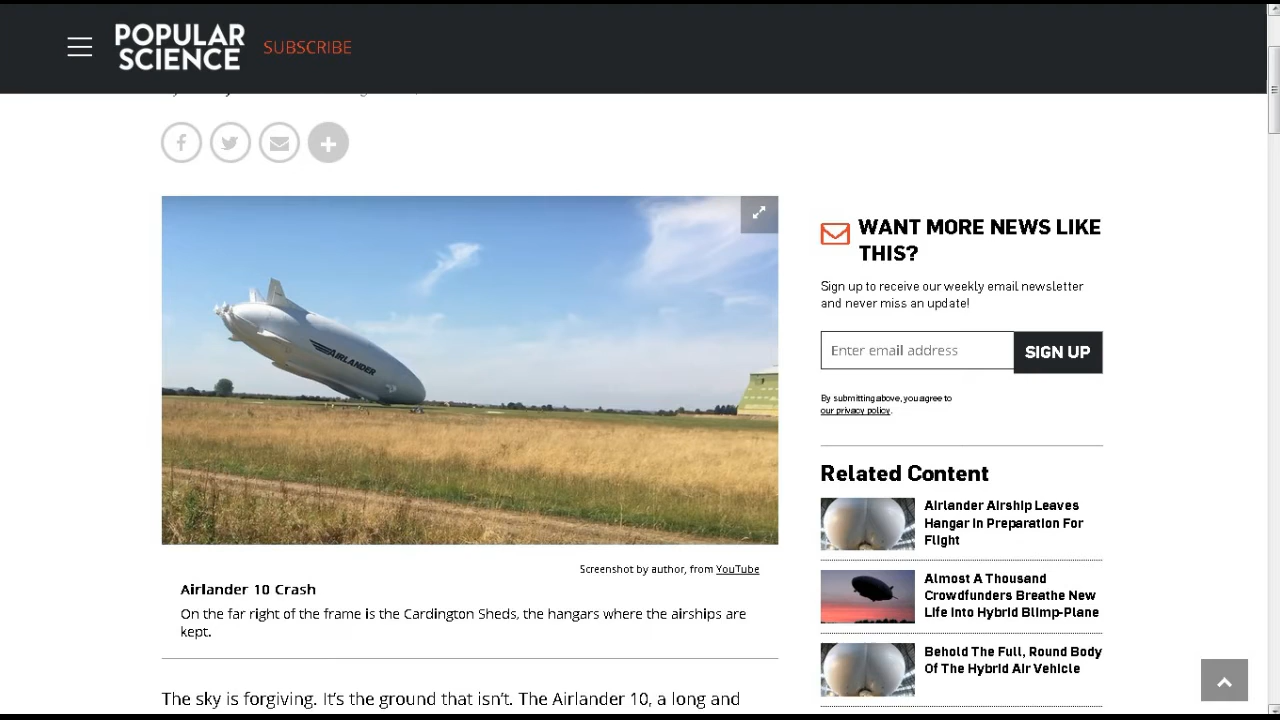 POPULAR
SCIENCE
SUBSCRIBE
AIRLANDER
Screenshot by author, from YouTube
Airlander 10 Crash
On the far right of the frame is the Cardington Sheds, the hangars where the airships are
kept.
The sky is forgiving. It's the ground that isn't. The Airlander 10, a long and
WANT MORE NEWS LIKE
THIS?
Sign up to receive our weekly email newsletter
and never miss an update!
Enter email address
SIGN UP
By submitting above, you agree to
our privacy policy.
Related Content
Airlander Airship Leaves
Hangar In Preparation For
Flight
Almost A Thousand
Crowdfunders Breathe New
Life Into Hybrid Blimp-Plane
Behold The Full, Round Body
Of The Hybrid Air Vehicle